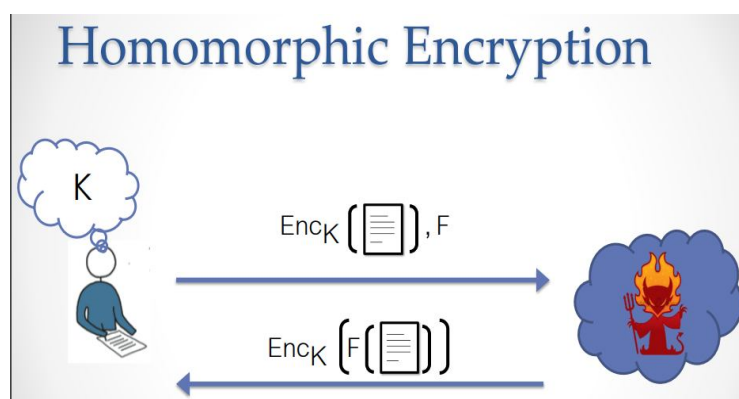 Homomorphic Encryption
K
EncK( ), F
EncK(F( ))